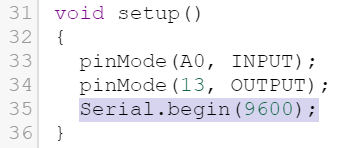 31 void setup()
32 {
33   pinMode(A0, INPUT);
34   pinMode(13, OUTPUT);
35   Serial.begin(9600);
36 }